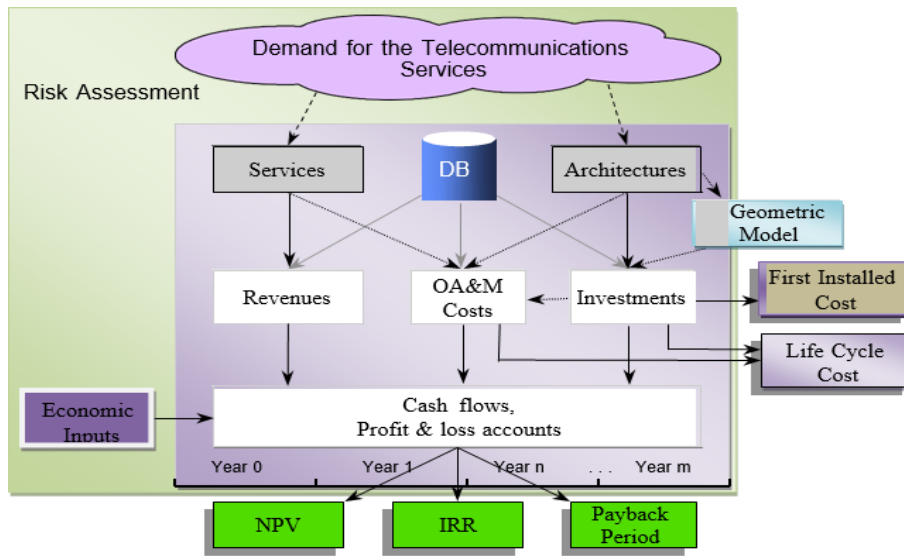 Demand for the Telecommunications
Services
Risk Assessment
Services
DB
Architectures
Geometric
Model
Revenues
OA&M
Costs
Investments
First Installed
Cost
Life Cycle
Cost
Economic
Inputs
Cash flows,
Profit & loss accounts
Year 0 Year 1 Year n . . . Year m
NPV
IRR
Payback
Period